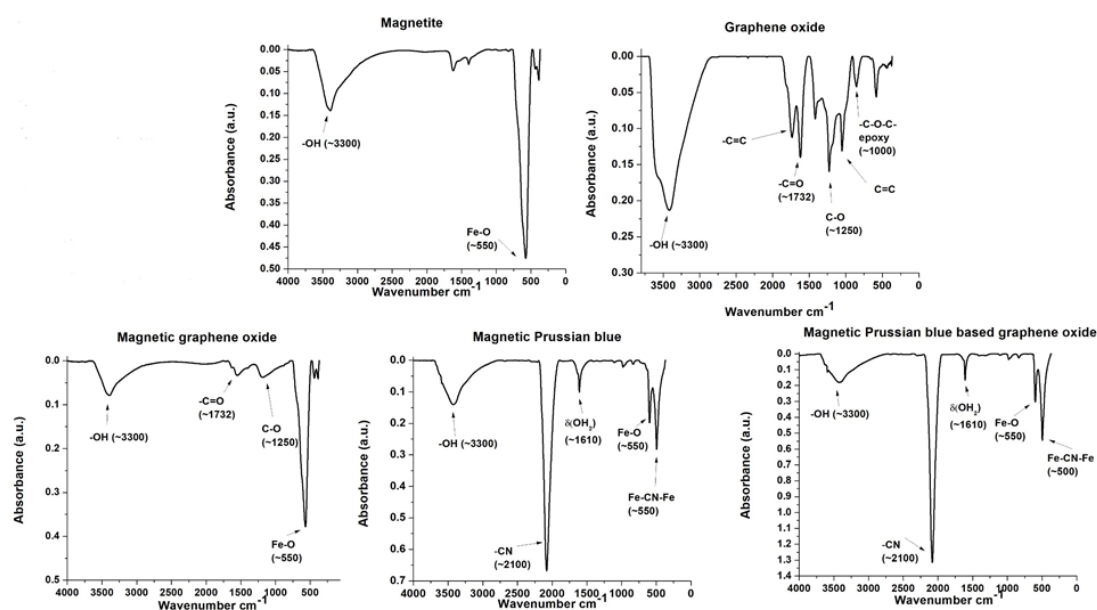 Magnetite
0.00
0.05
0.10
0.15
0.20
0.25
0.30
0.35
0.40
0.45
0.50
Absorbance (a.u.)
-OH (~3300)
Fe-O
(~550)
4000 3500 3000 2500 2000 1500 1000 500 0
Wavenumber cm-1
Graphene oxide
0.00
0.05
0.10
0.15
0.20
0.25
0.30
Absorbance (a.u.)
-OH (~3300)
-C=C
-C=O
(~1732)
C-O
(~1250)
-C-O-C-
epoxy
(~1000)
C=C
3500 3000 2500 2000 1500 1000 500 0
Wavenumber cm-1
Magnetic graphene oxide
0.0
0.1
0.2
0.3
0.4
0.5
Absorbance (a.u.)
-OH (~3300)
-C=O
(~1732)
C-O
(~1250)
Fe-O
(~550)
4000 3500 3000 2500 2000 1500 1000 500
Wavenumber cm-1
Magnetic Prussian blue
0.0
0.1
0.2
0.3
0.4
0.5
0.6
0.7
Absorbance (a.u.)
-OH (~3300)
-CN
(~2100)
δ(OH2)
(~1610)
Fe-O
(~550)
Fe-CN-Fe
(~550)
4000 3500 3000 2500 2000 1500 1000 500 0
Wavenumber cm-1
Magnetic Prussian blue based graphene oxide
0.0
0.1
0.2
0.3
0.4
0.5
0.6
0.7
0.8
0.9
1.0
1.1
1.2
1.3
1.4
Absorbance (a.u.)
-OH (~3300)
-CN
(~2100)
δ(OH2)
(~1610)
Fe-O
(~550)
Fe-CN-Fe
(~500)
4000 3500 3000 2500 2000 1500 1000 500 0
Wavenumber cm-1